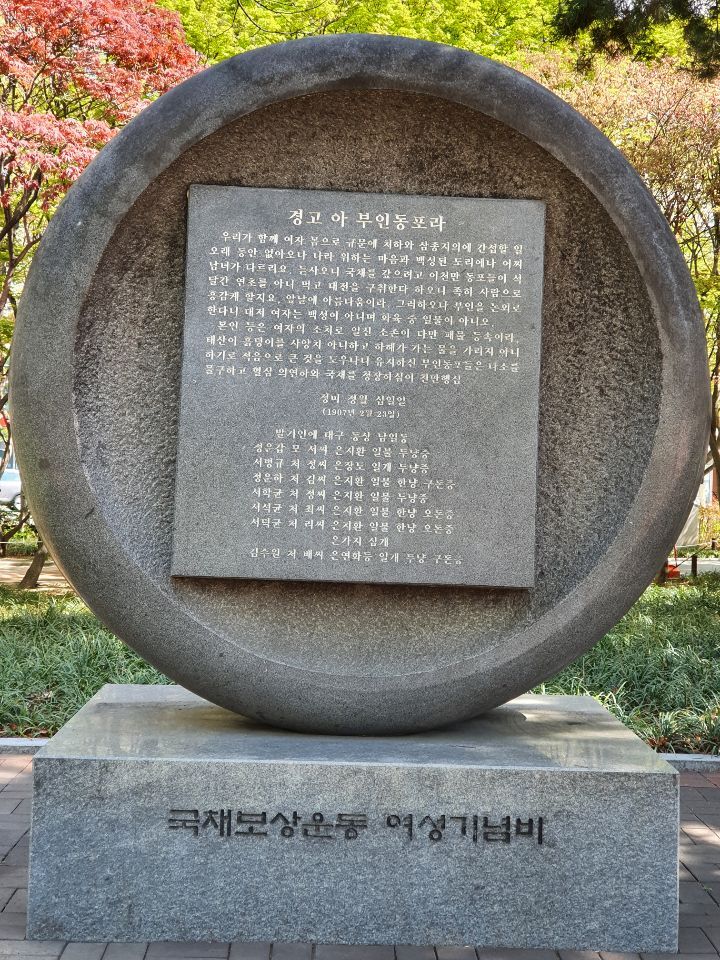 경고 아 부인동포라
우리가 함께 여자 몸으로 규문에 처하와 삼종지의에 간섭할 일
오래 동안 없아오나 나라 위하는 마음과 백성된 도리에나 어찌
남녀가 다르리오. 듣사오니 국채를 갚으려고 이천만 동포들이 석
달간 연초를 아니 먹고 대전을 구취한다 하오니 족히 사람으로
흥감케 할지요. 앞날에 아름다움이라. 그러하오나 부인을 논외로
한다니 대저 여자는 백성이 아니며 화육 중 일물이 아니오.
본인 등은 여자의 소처로 알신 소존이 다만 패물 등속이라.
태산이 흙덩이를 사양치 아니하고 하해가 가는 물을 가리지 아니
하기로 적음으로 큰 것을 도우나니 유지하신 부인동포들은 다소를
물구하고 혈심 의연하와 국채를 청장하심이 천만행심
정미 정월 십일일
(1907년 2월 23일)
발기인에 대구 동상 남일동
정운갑 모 서씨 은지환 일불 두냥중
서병규 처 정씨 은장도 일개 두냥중
정운하 처 김씨 은지환 일불 한냥 구돈중
서학균 처 정씨 은지환 일불 두냥중
서석균 처 최씨 은지환 일불 한냥 오돈중
서덕균 처 리씨 은지환 일불 한냥 오돈중
은가지 십개
김수원 처 배씨 은연화등 일개 두냥 구돈중
국채보상운동 여성기념비